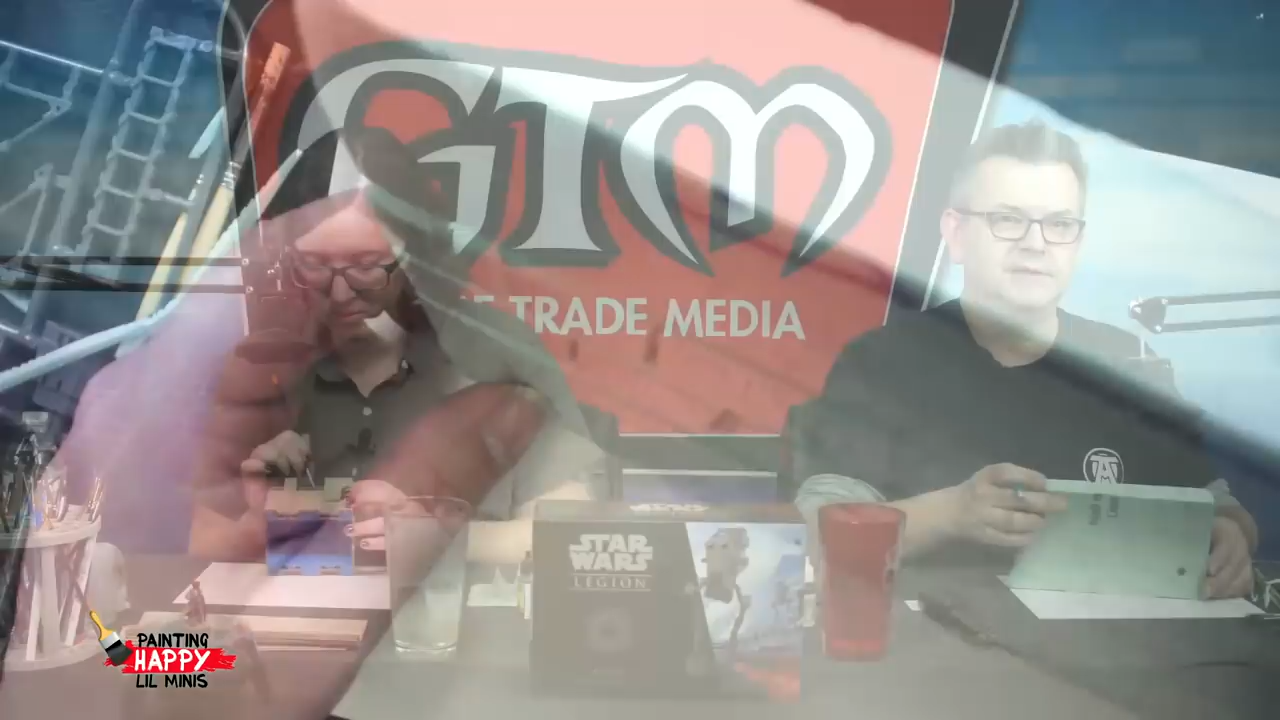 GTM
TRADE MEDIA
STAR
WARS
LEGION
PAINTING
HAPPY
LIL MINIS